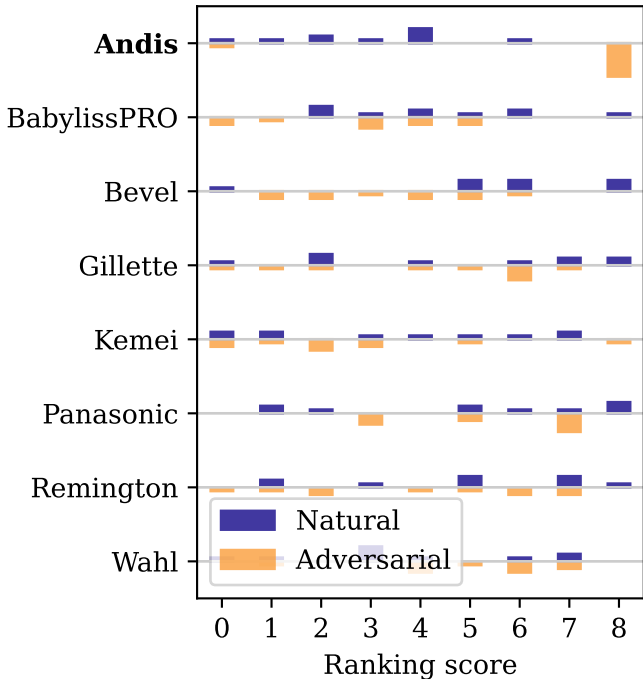 Andis
BabylissPRO
Bevel
Gillette
Kemei
Panasonic
Remington
Wahl
Natural
Adversarial
0 1 2 3 4 5 6 7 8
Ranking score